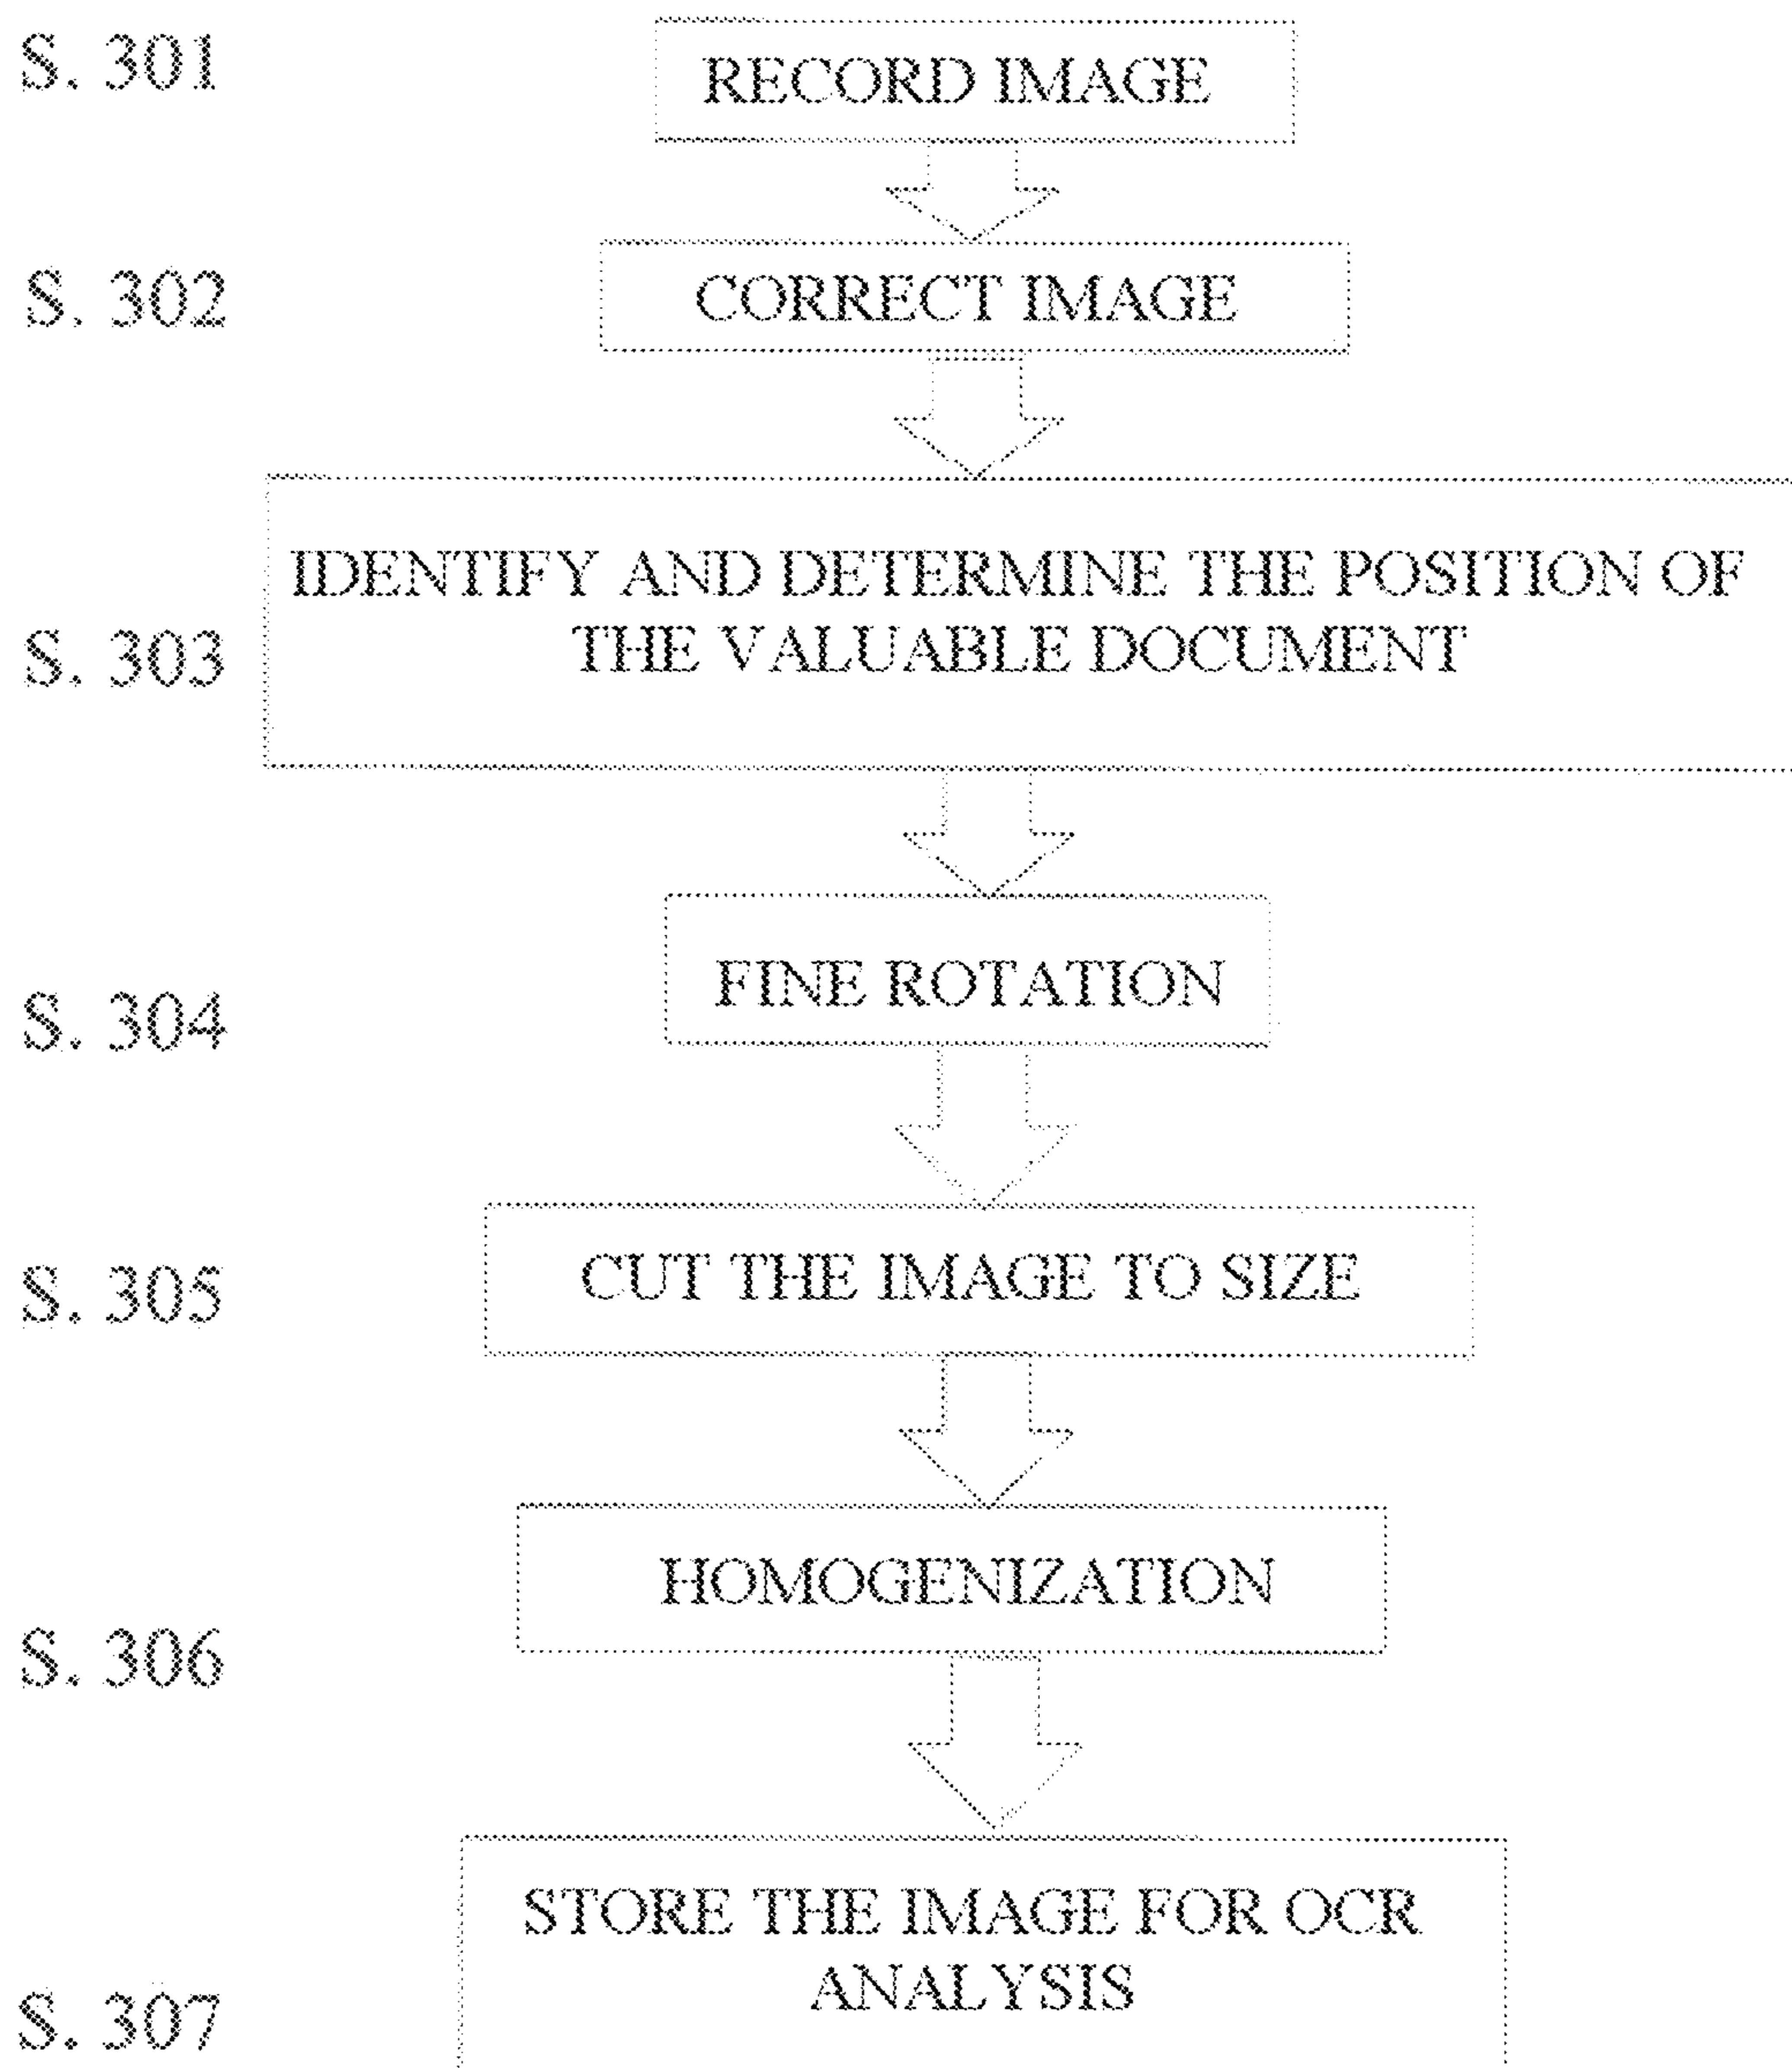 S. 301
RECORD IMAGE
S. 302
CORRECT IMAGE
S. 303
IDENTIFY AND DETERMINE THE POSITION OF
THE VALUABLE DOCUMENT
S. 304
FINE ROTATION
S. 305
CUT THE IMAGE TO SIZE
S. 306
HOMOGENIZATION
S. 307
STORE THE IMAGE FOR OCR
ANALYSIS